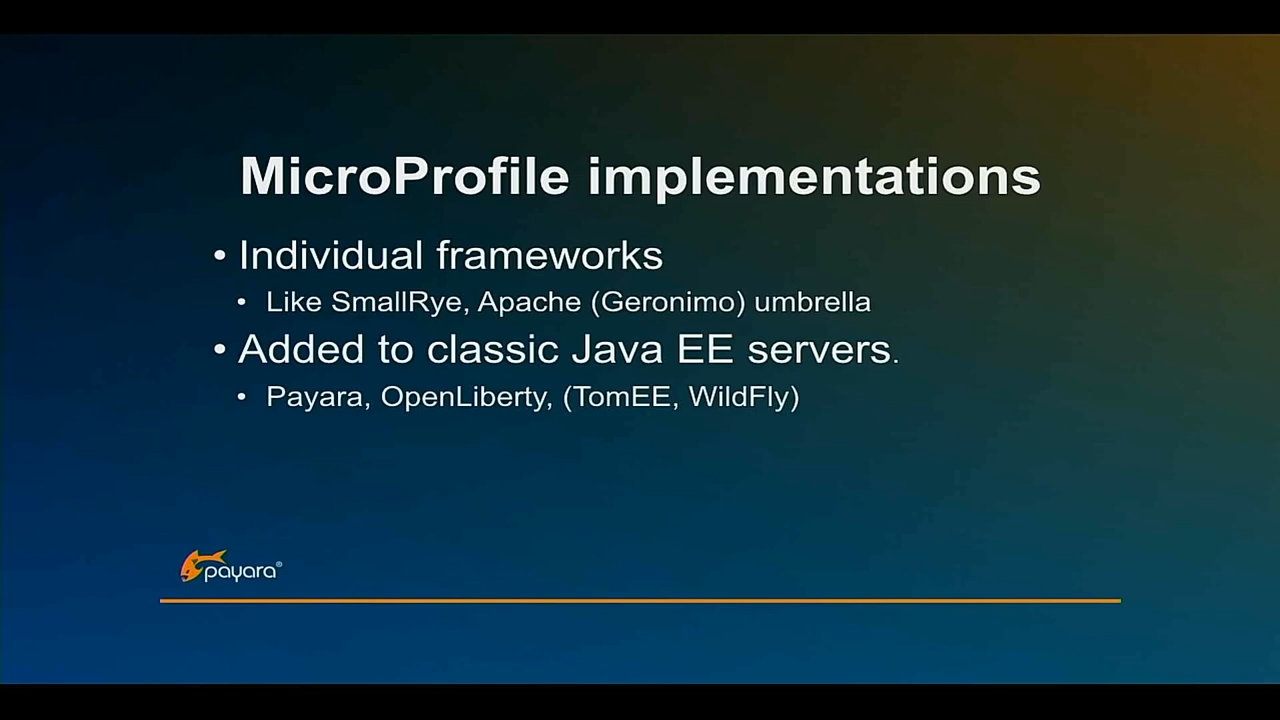 MicroProfile implementations
• Individual frameworks
• Like SmallRye, Apache (Geronimo) umbrella
• Added to classic Java EE servers.
• Payara, OpenLiberty, (TomEE, WildFly)
payara®